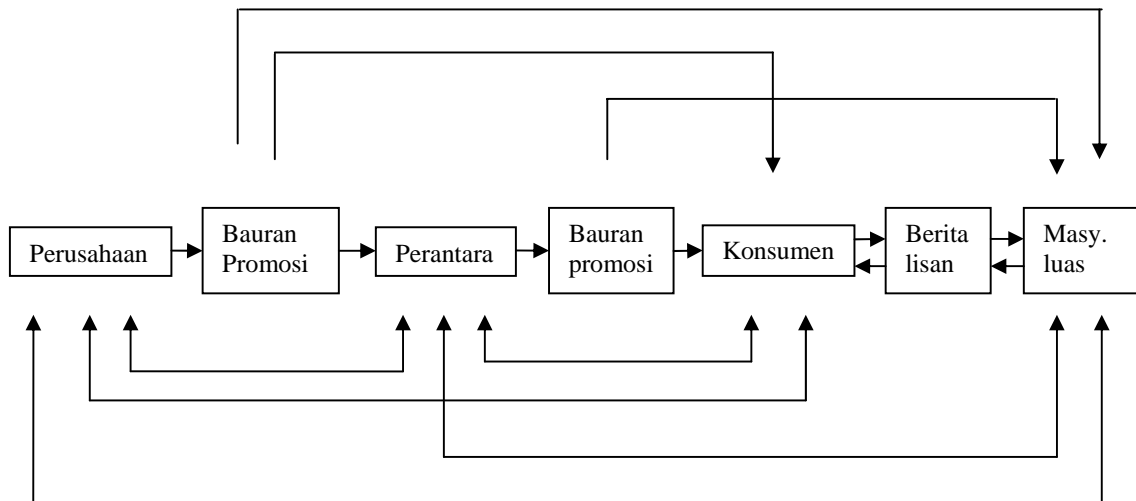 Perusahaan
Bauran
Promosi
Perantara
Bauran
promosi
Konsumen
Berita
lisan
Masy.
luas